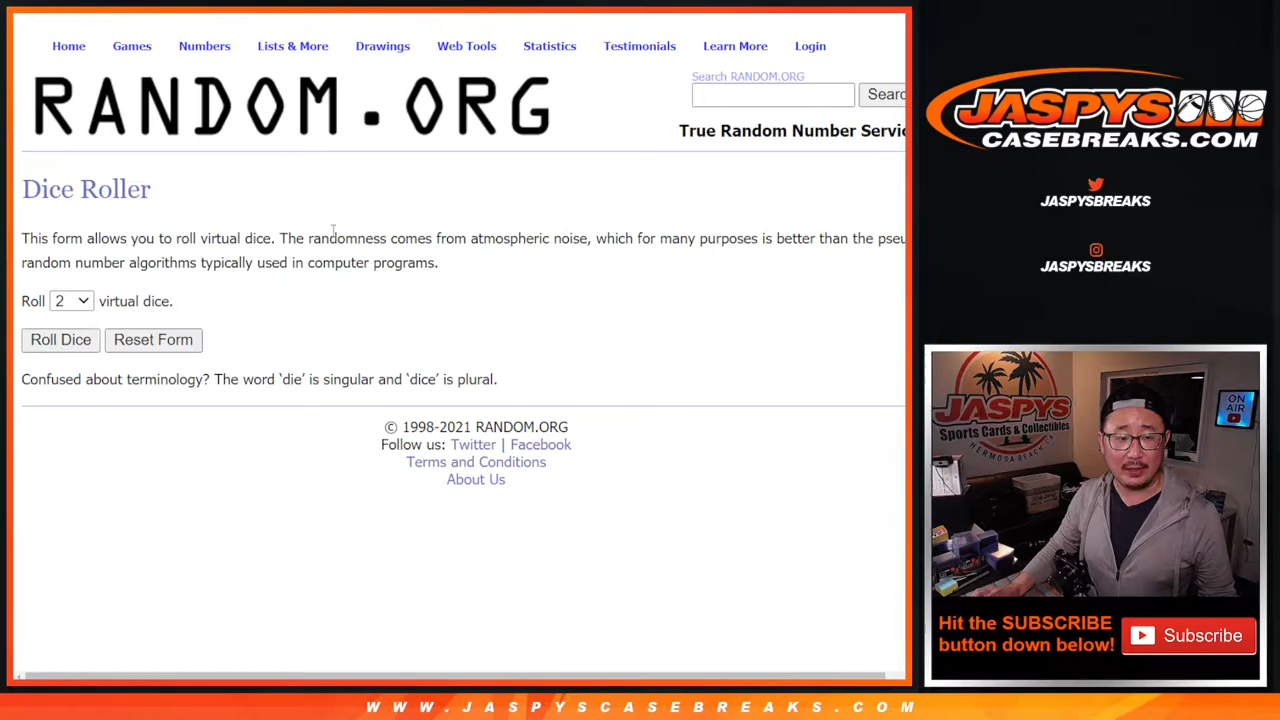 Home Games Numbers Lists & More Drawings Web Tools Statistics Testimonials Learn More Login
RANDOM.ORG
Search RANDOM.ORG
Searc
True Random Number Servic
Dice Roller
This form allows you to roll virtual dice. The randomness comes from atmospheric noise, which for many purposes is better than the pseu
random number algorithms typically used in computer programs.
Roll 2 virtual dice.
Roll Dice Reset Form
Confused about terminology? The word ‘die’ is singular and ‘dice’ is plural.
© 1998-2021 RANDOM.ORG
Follow us: Twitter | Facebook
Terms and Conditions
About Us
JASPYS
CASEBREAKS.COM
JASPYSBREAKS
JASPYSBREAKS
JASPYS
Sports Cards & Collectibles
HERMOSA BEACH, CA
ON
AIR
Hit the SUBSCRIBE
button down below!
Subscribe
WWW.JASPYSCASEBREAKS.COM